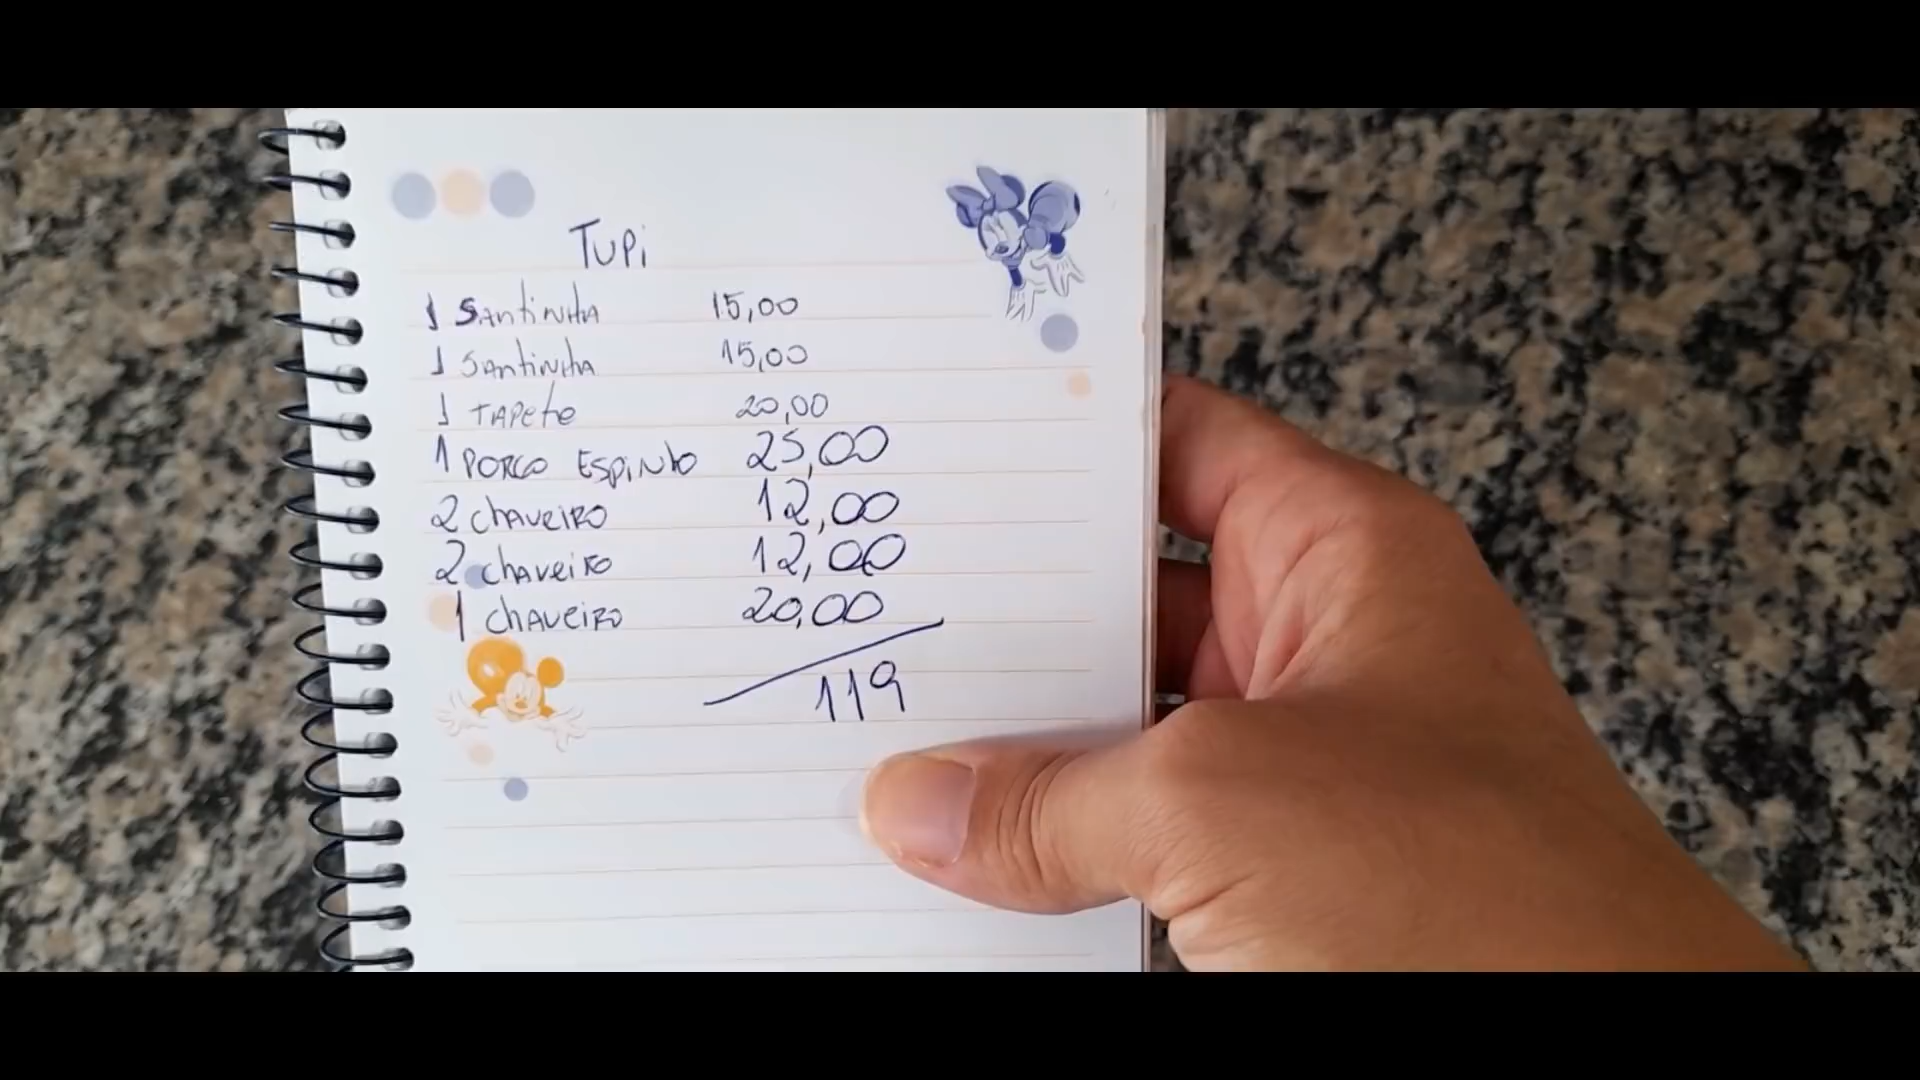 TUPi
1 SAntiNHA 15,00
1 SAntiNHA 15,00
1 TAPete 20,00
1 PORCO ESPiNhO 25,00
2 ChAVeiRO 12,00
2 ChAVeiRO 12,00
1 ChAVeiRO 20,00
119